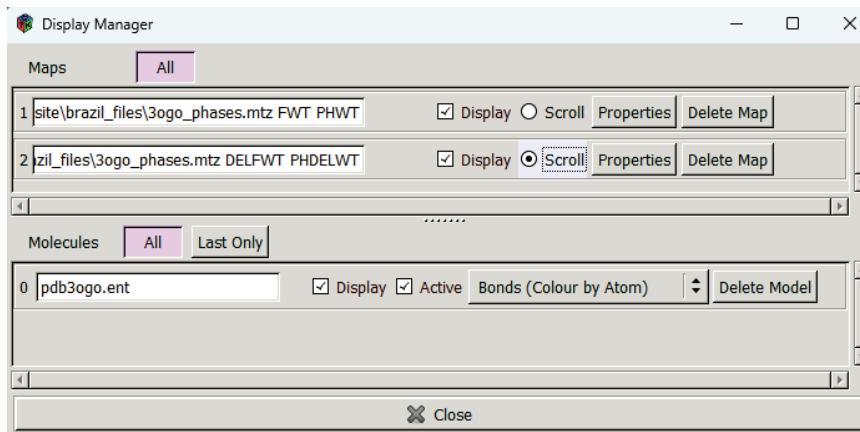 Display Manager
Maps All
1 site\brazil_files\3ogo_phases.mtz FWT PHWT Display Scroll Properties Delete Map
2 azil_files\3ogo_phases.mtz DELFWT PHDELWT Display Scroll Properties Delete Map
Molecules All Last Only
0 pdb3ogo.ent Display Active Bonds (Colour by Atom) Delete Model
Close